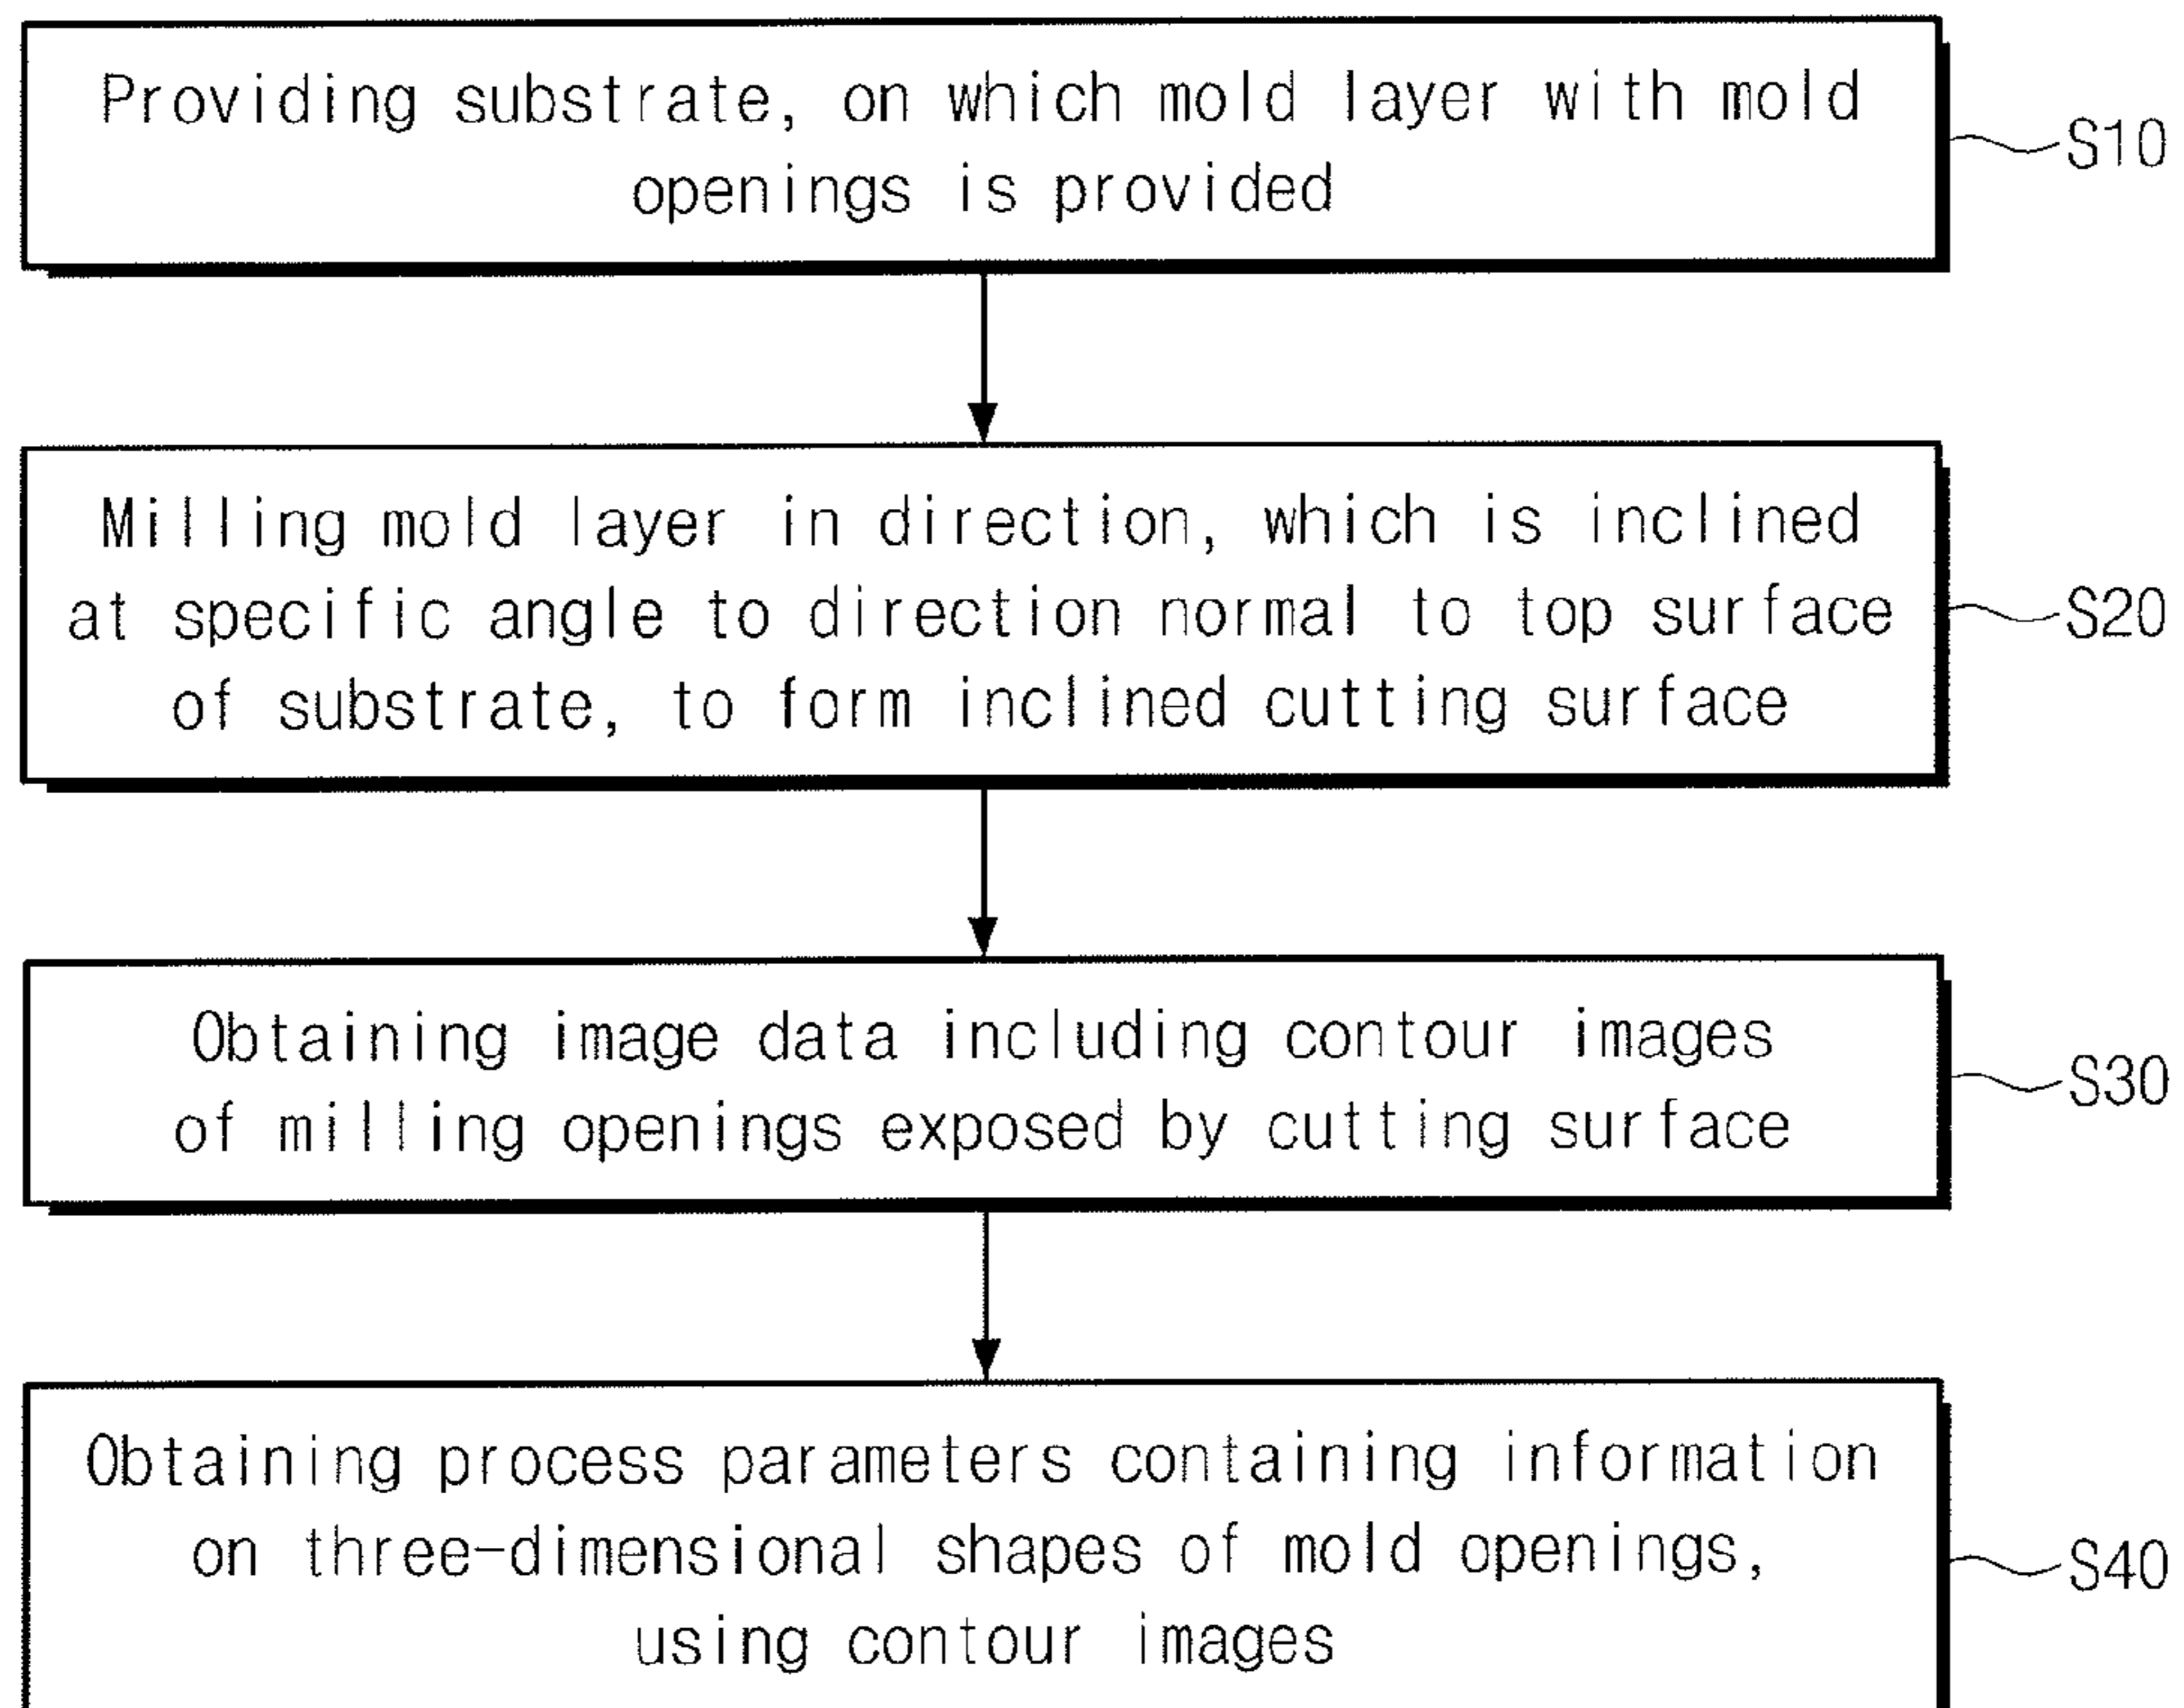 Providing substrate, on which mold layer with mold
openings is provided
S10
Milling mold layer in direction, which is inclined
at specific angle to direction normal to top surface
of substrate, to form inclined cutting surface
S20
Obtaining image data including contour images
of milling openings exposed by cutting surface
S30
Obtaining process parameters containing information
on three-dimensional shapes of mold openings,
using contour images
S40